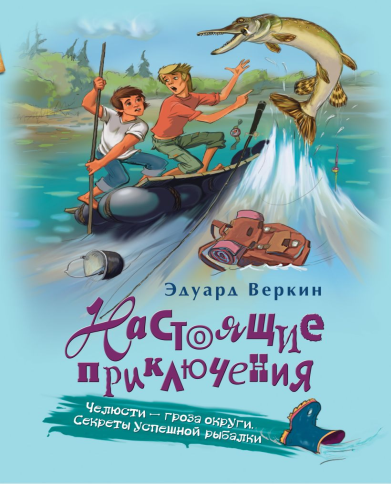 Эдуард Веркин
Настоящие
приключения
Челюсти — гроза округи.
Секреты успешной рыбалки